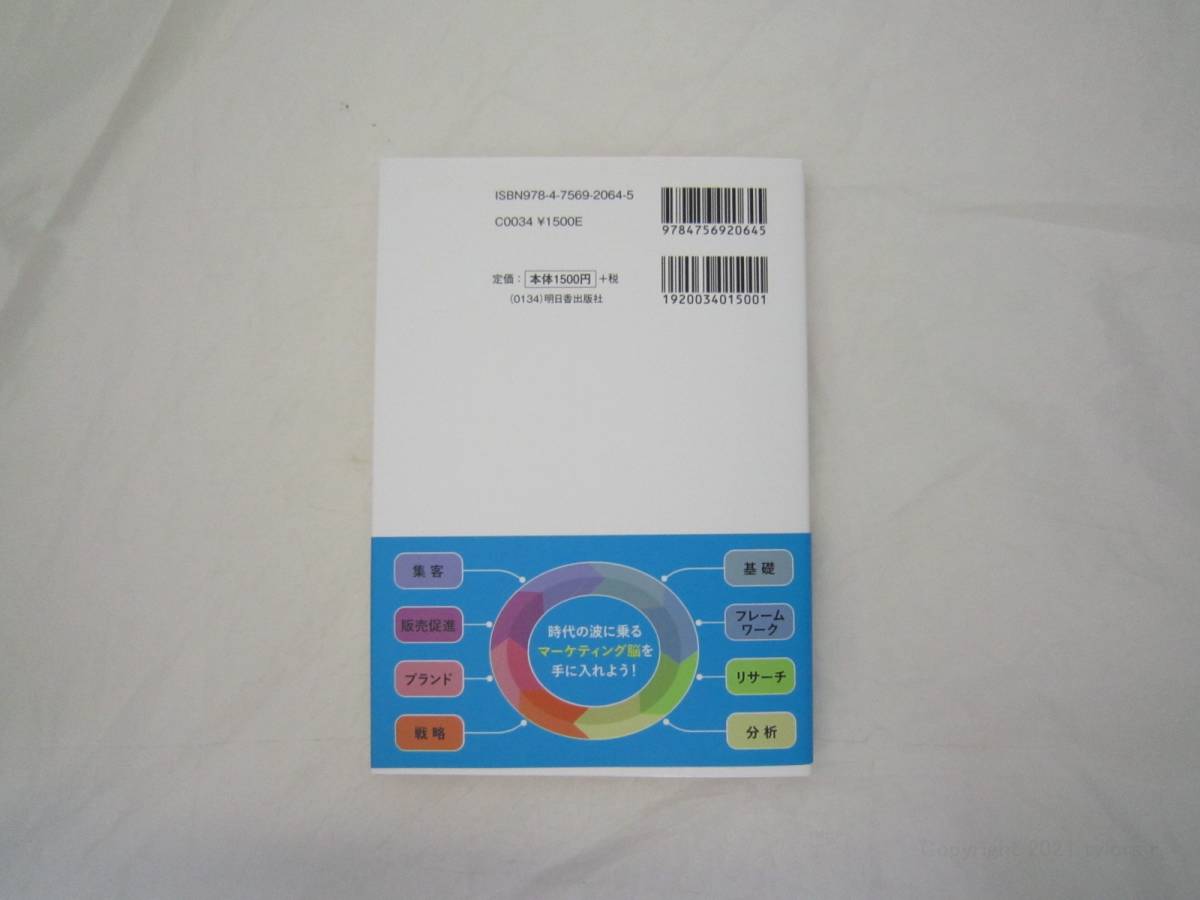 ISBN978-4-7569-2064-5
C0034 ¥1500E
9784756920645
定価： 本体1500円 +税
(0134)明日香出版社
1920034015001
集客
販売促進
ブランド
戦略
時代の波に乗る
マーケティング脳を
手に入れよう！
基礎
フレーム
ワーク
リサーチ
分析